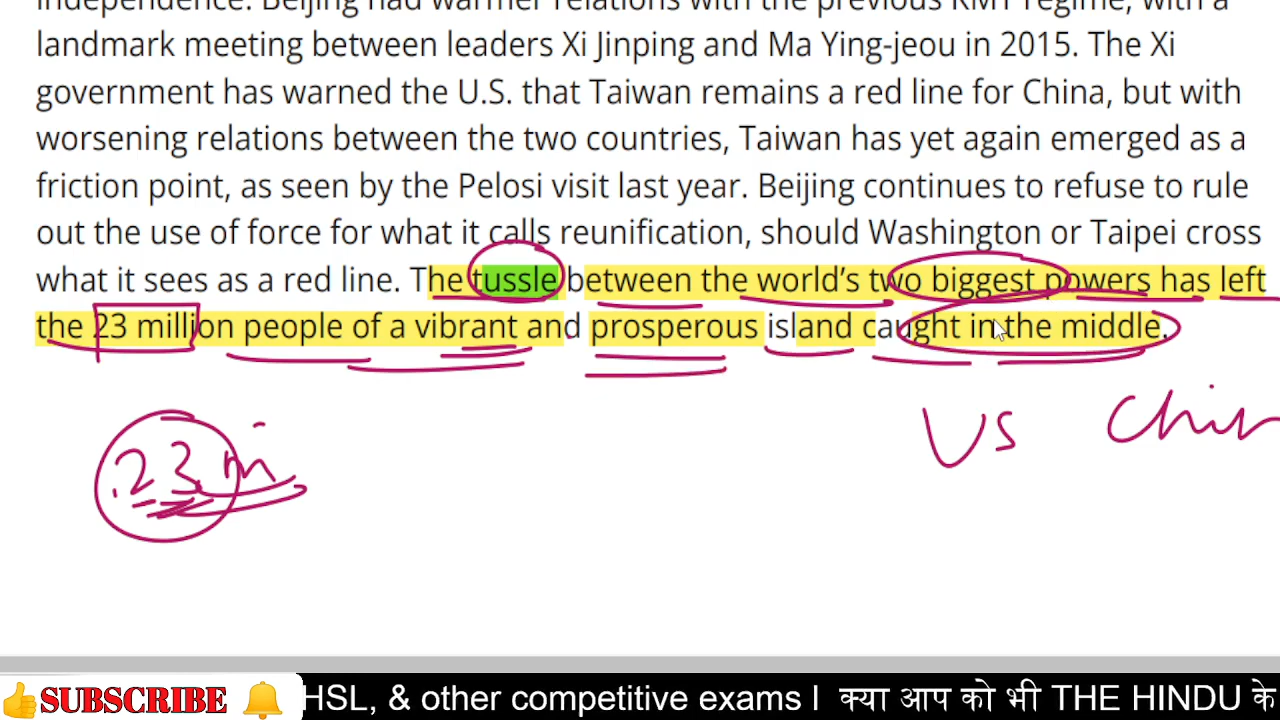 independence. Beijing had warmer relations with the previous KMT regime, with a
landmark meeting between leaders Xi Jinping and Ma Ying-jeou in 2015. The Xi
government has warned the U.S. that Taiwan remains a red line for China, but with
worsening relations between the two countries, Taiwan has yet again emerged as a
friction point, as seen by the Pelosi visit last year. Beijing continues to refuse to rule
out the use of force for what it calls reunification, should Washington or Taipei cross
what it sees as a red line. The tussle between the world's two biggest powers has left
the 23 million people of a vibrant and prosperous island caught in the middle.
US Chin
23 m
SUBSCRIBE HSL, & other competitive exams I क्या आप को भी THE HINDU के